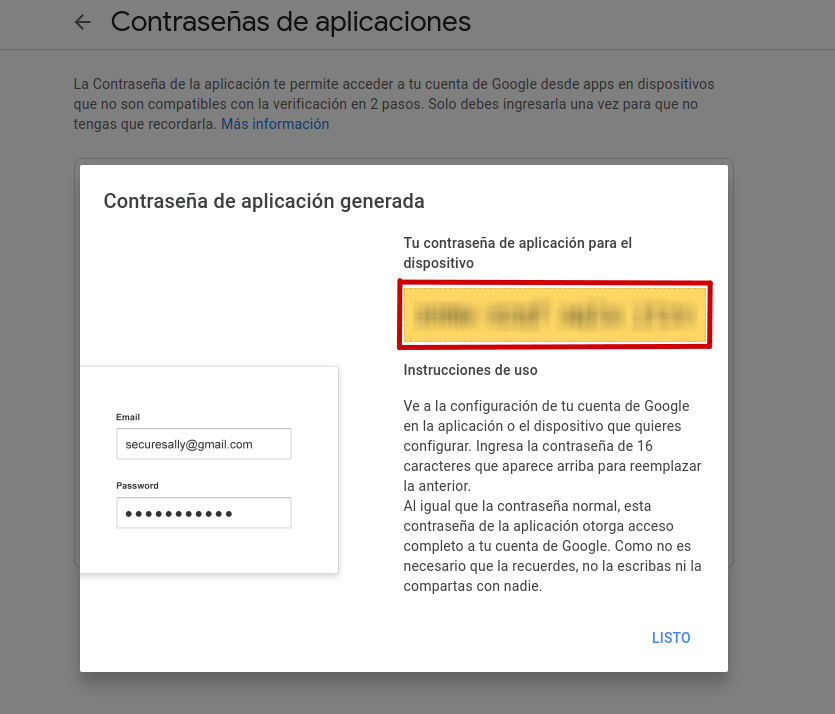 Contraseñas de aplicaciones
La Contraseña de la aplicación te permite acceder a tu cuenta de Google desde apps en dispositivos
que no son compatibles con la verificación en 2 pasos. Solo debes ingresarla una vez para que no
tengas que recordarla. Más información
Contraseña de aplicación generada
Tu contraseña de aplicación para el
dispositivo
Instrucciones de uso
Ve a la configuración de tu cuenta de Google
en la aplicación o el dispositivo que quieres
configurar. Ingresa la contraseña de 16
caracteres que aparece arriba para reemplazar
la anterior.
Al igual que la contraseña normal, esta
contraseña de la aplicación otorga acceso
completo a tu cuenta de Google. Como no es
necesario que la recuerdes, no la escribas ni la
compartas con nadie.
Email
securesally@gmail.com
Password
LISTO